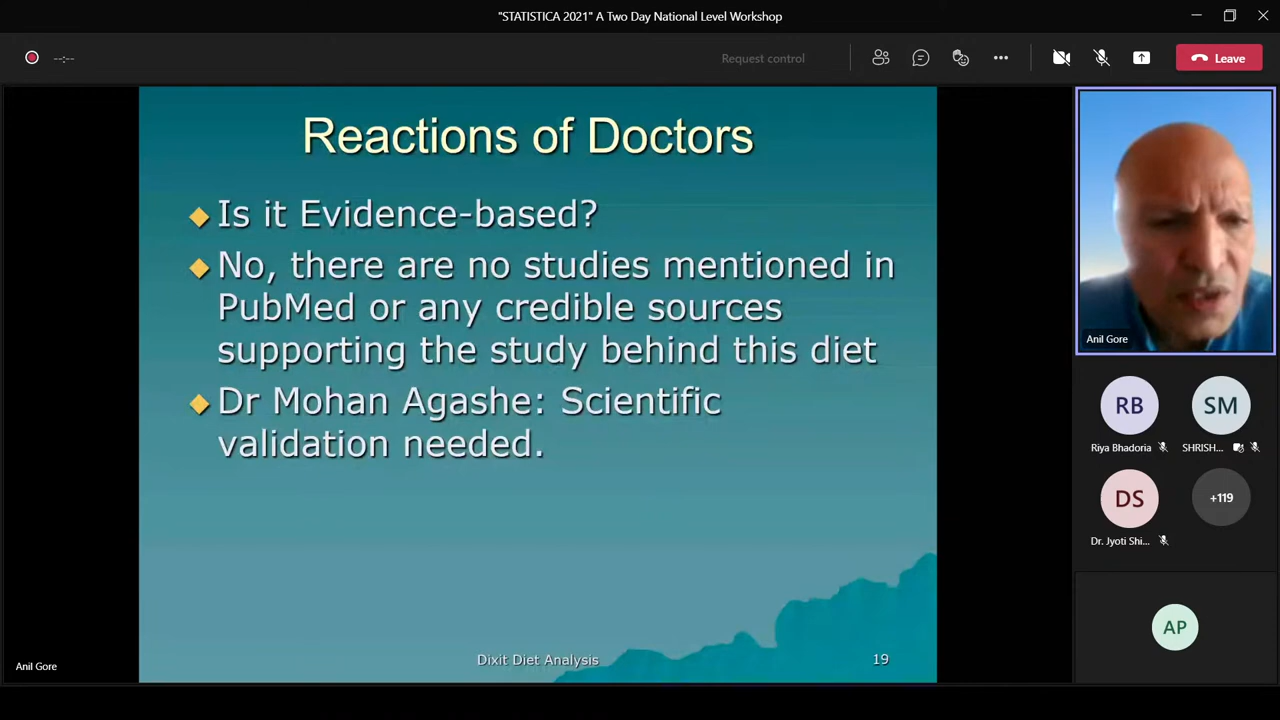 "STATISTICA 2021" A Two Day National Level Workshop
--:--
Request control
Leave
Reactions of Doctors
Is it Evidence-based?
No, there are no studies mentioned in
PubMed or any credible sources
supporting the study behind this diet
Dr Mohan Agashe: Scientific
validation needed.
Dixit Diet Analysis
19
Anil Gore
Anil Gore
RB
SM
Riya Bhadoria
SHRISH...
DS
+119
Dr. Jyoti Shi...
AP